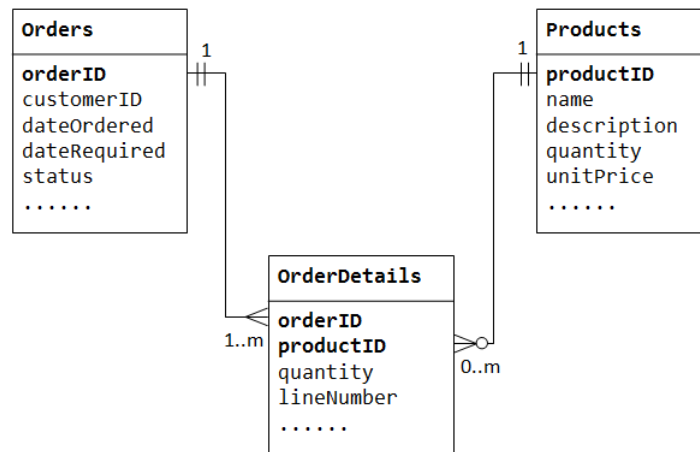 Orders
orderID
customerID
dateOrdered
dateRequired
status
......
1
1
Products
productID
name
description
quantity
unitPrice
......
OrderDetails
orderID
productID
quantity
lineNumber
......
1..m
0..m